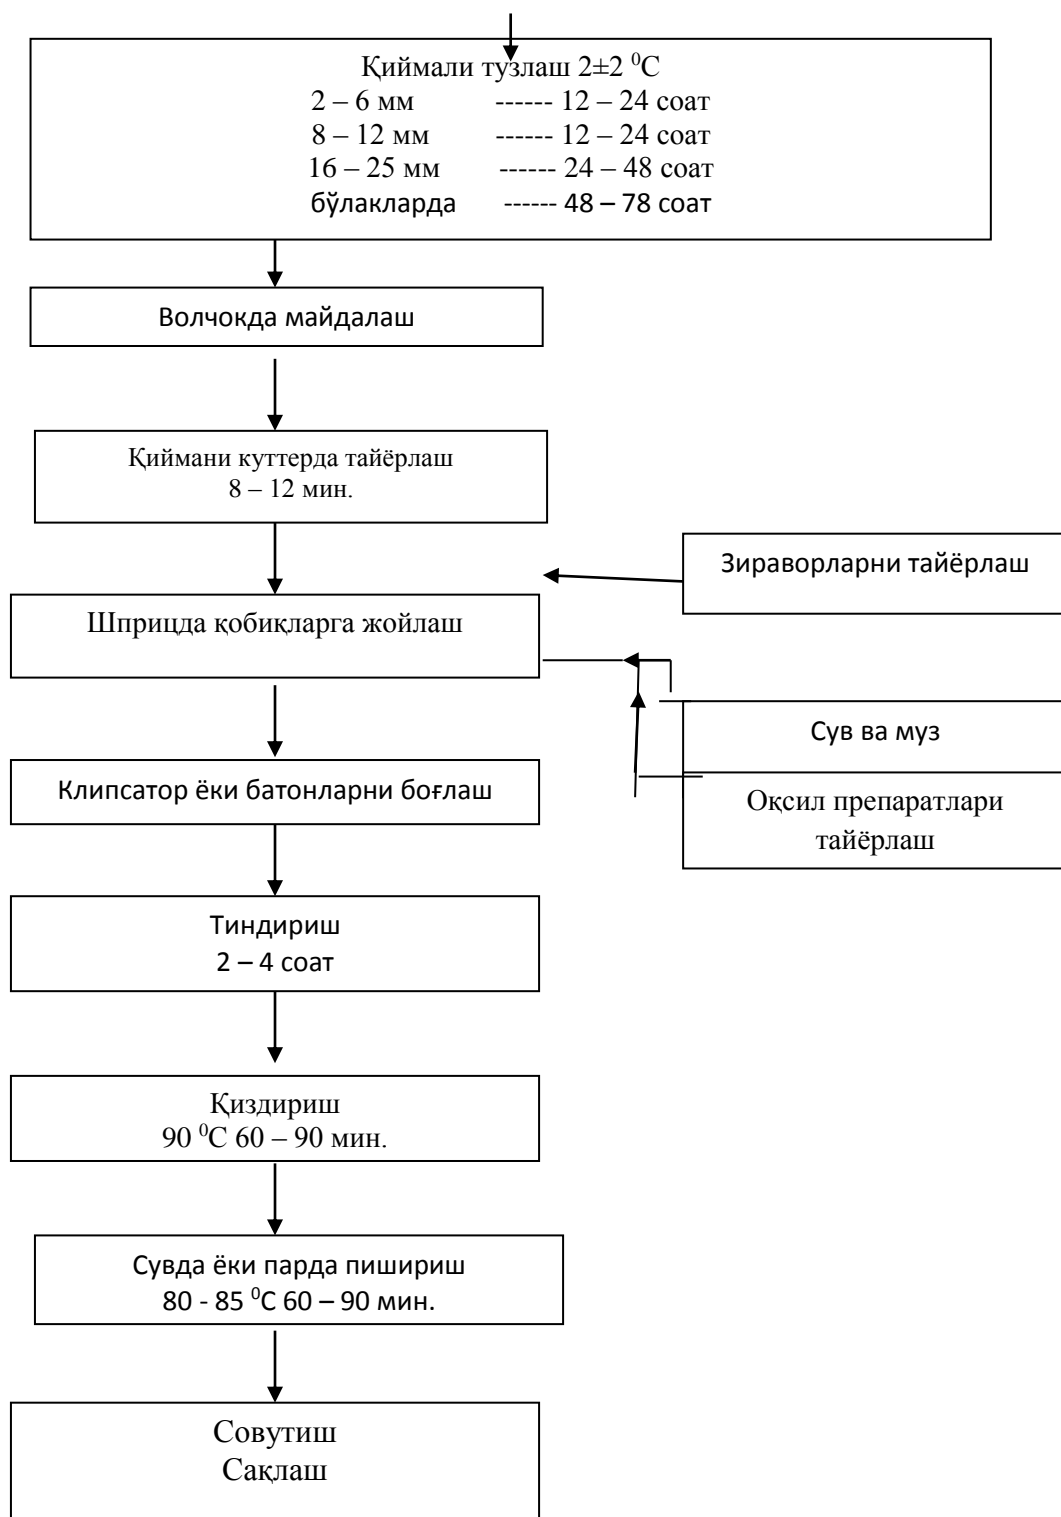 Қиймали тузлаш 2±2 ⁰С
2 – 6 мм ------ 12 – 24 соат
8 – 12 мм ------ 12 – 24 соат
16 – 25 мм ------ 24 – 48 соат
бўлакларда ------ 48 – 78 соат
Волчокда майдалаш
Қиймани куттерда тайёрлаш
8 – 12 мин.
Зираворларни тайёрлаш
Шприцда қобиқларга жойлаш
Сув ва муз
Оқсил препаратлари
тайёрлаш
Клипсатор ёки батонларни боғлаш
Тиндириш
2 – 4 соат
Қиздириш
90 ⁰С 60 – 90 мин.
Сувда ёки парда пишириш
80 - 85 ⁰С 60 – 90 мин.
Совутиш
Сақлаш